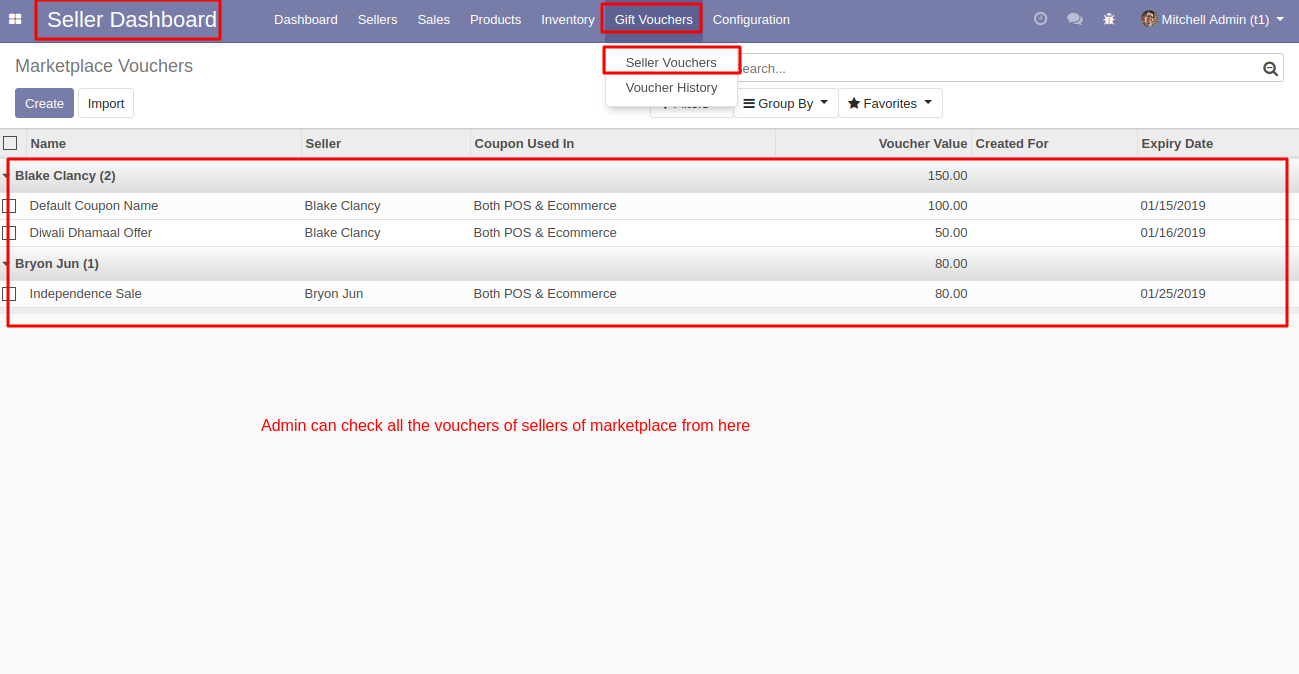 Seller Dashboard Dashboard Sellers Sales Products Inventory Gift Vouchers Configuration Mitchell Admin (t1)
Marketplace Vouchers
Seller Vouchers
Search...
Voucher History
Create Import
Filters Group By Favorites
Name Seller Coupon Used In Voucher Value Created For Expiry Date
Blake Clancy (2) 150.00
Default Coupon Name Blake Clancy Both POS & Ecommerce 100.00 01/15/2019
Diwali Dhamaal Offer Blake Clancy Both POS & Ecommerce 50.00 01/16/2019
Bryon Jun (1) 80.00
Independence Sale Bryon Jun Both POS & Ecommerce 80.00 01/25/2019
Admin can check all the vouchers of sellers of marketplace from here